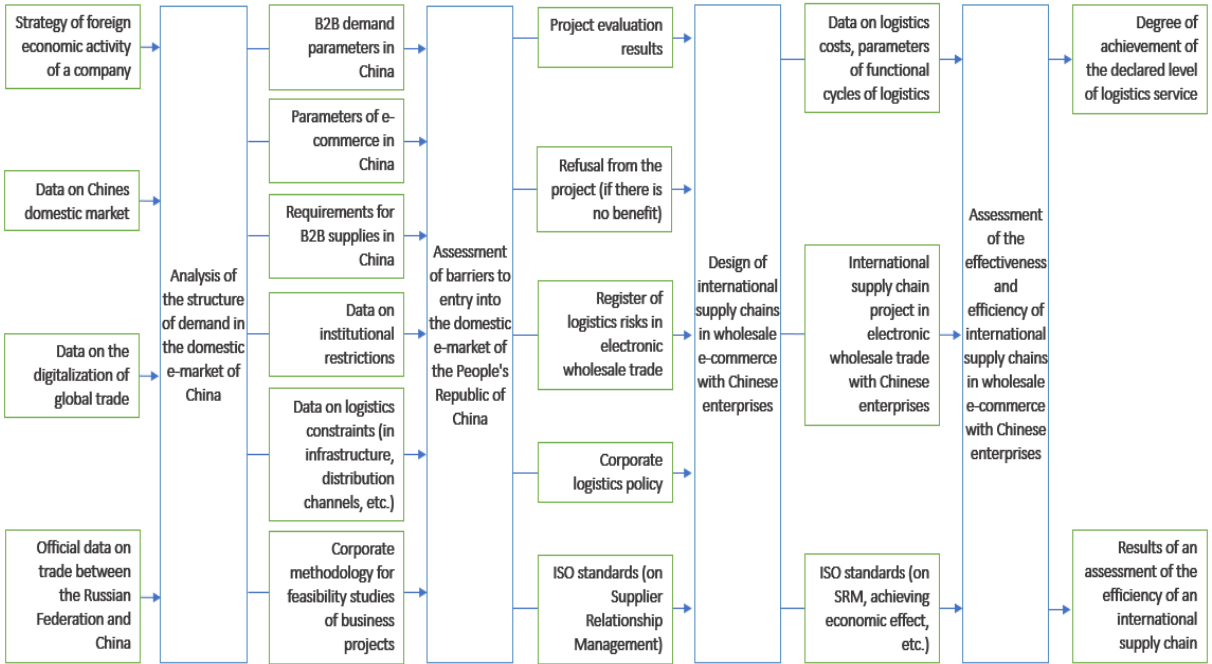 Strategy of foreign
economic activity
of a company
Data on Chines
domestic market
Data on the
digitalization of
global trade
Official data on
trade between
the Russian
Federation and
China
Analysis of
the structure
of demand in
the domestic
e-market of
China
B2B demand
parameters in
China
Parameters of e-
commerce in
China
Requirements for
B2B supplies in
China
Data on
institutional
restrictions
Data on logistics
constraints (in
infrastructure,
distribution
channels, etc.)
Corporate
methodology for
feasibility studies
of business
projects
Assessment
of barriers to
entry into
the domestic
e-market of
the People's
Republic of
China
Project evaluation
results
Refusal from the
project (if there is
no benefit)
Register of
logistics risks in
electronic
wholesale trade
Corporate
logistics policy
ISO standards (on
Supplier
Relationship
Management)
Design of
international
supply chains
in wholesale
e-commerce
with Chinese
enterprises
Data on logistics
costs, parameters
of functional
cycles of logistics
International
supply chain
project in
electronic
wholesale trade
with Chinese
enterprises
ISO standards (on
SRM, achieving
economic effect,
etc.)
Assessment
of the
effectiveness
and
efficiency of
international
supply chains
in wholesale
e-commerce
with Chinese
enterprises
Degree of
achievement of
the declared level
of logistics service
Results of an
assessment of the
efficiency of an
international
supply chain